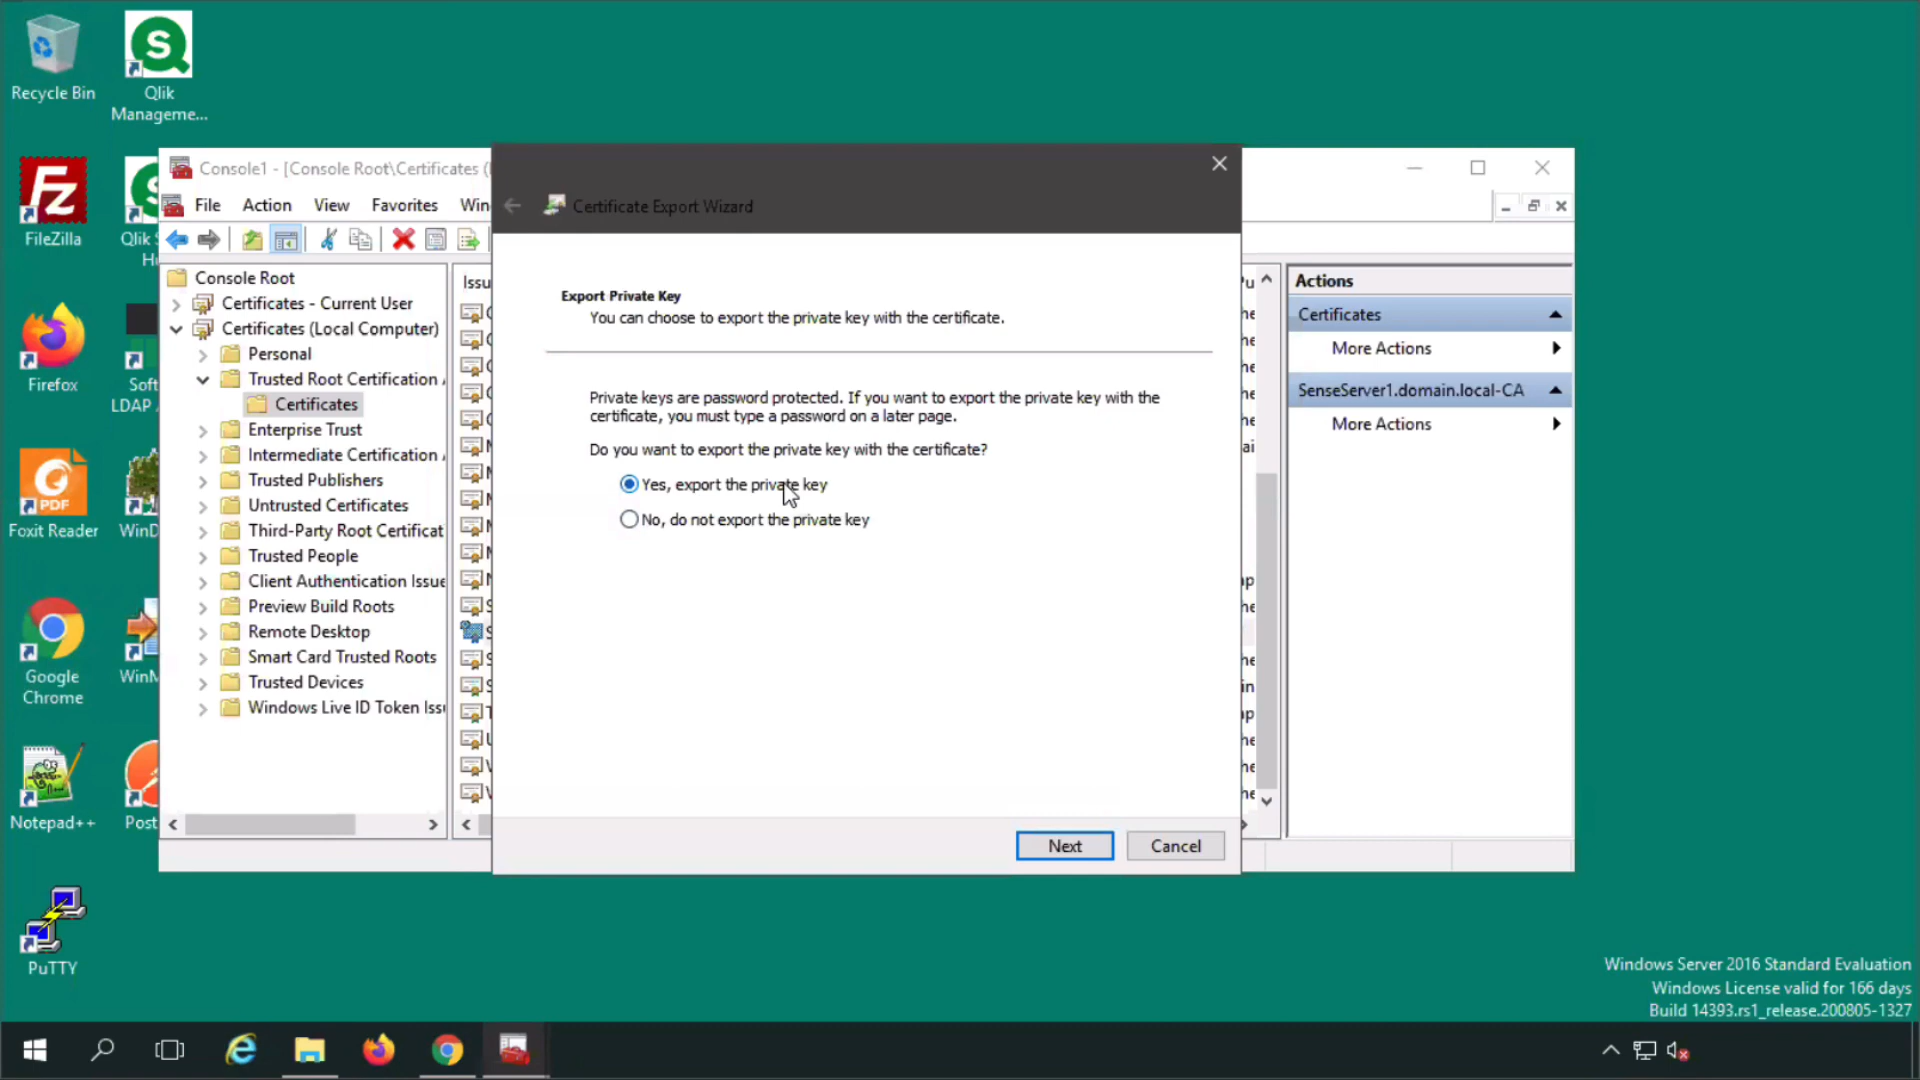 Recycle Bin
Qlik
Manageme...
FileZilla
Qlik
Firefox
Soft
LDAP
Foxit Reader
WinD
Google
Chrome
WinM
Notep​ad++
Post
PuTTY
Console1 - [Console Root\Certificates (
File Action View Favorites Win
Console Root
Certificates - Current User
Certificates (Local Computer)
Personal
Trusted Root Certification
Certificates
Enterprise Trust
Intermediate Certification
Trusted Publishers
Untrusted Certificates
Third-Party Root Certificat
Trusted People
Client Authentication Issue
Preview Build Roots
Remote Desktop
Smart Card Trusted Roots
Trusted Devices
Windows Live ID Token Iss
Issu
Certificate Export Wizard
Export Private Key
You can choose to export the private key with the certificate.
Private keys are password protected. If you want to export the private key with the
certificate, you must type a password on a later page.
Do you want to export the private key with the certificate?
Yes, export the private key
No, do not export the private key
Next
Cancel
Actions
Certificates
More Actions
SenseServer1.domain.local-CA
More Actions
Windows Server 2016 Standard Evaluation
Windows License valid for 166 days
Build 14393.rs1_release.200805-1327